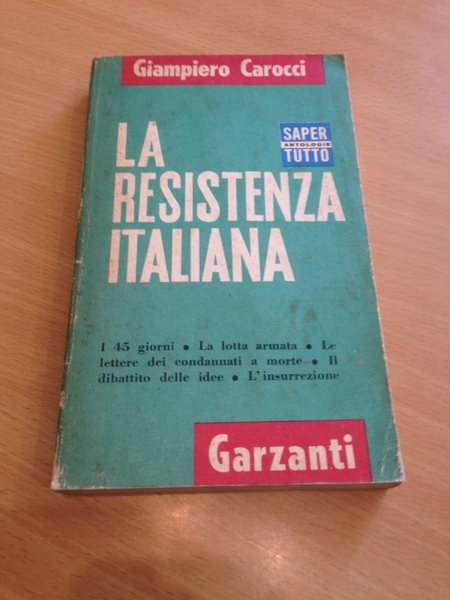 Giampiero Carocci
SAPER
ANTOLOGIE
TUTTO
LA
RESISTENZA
ITALIANA
I 45 giorni • La lotta armata • Le
lettere dei condannati a morte • Il
dibattito delle idee • L'insurrezione
Garzanti